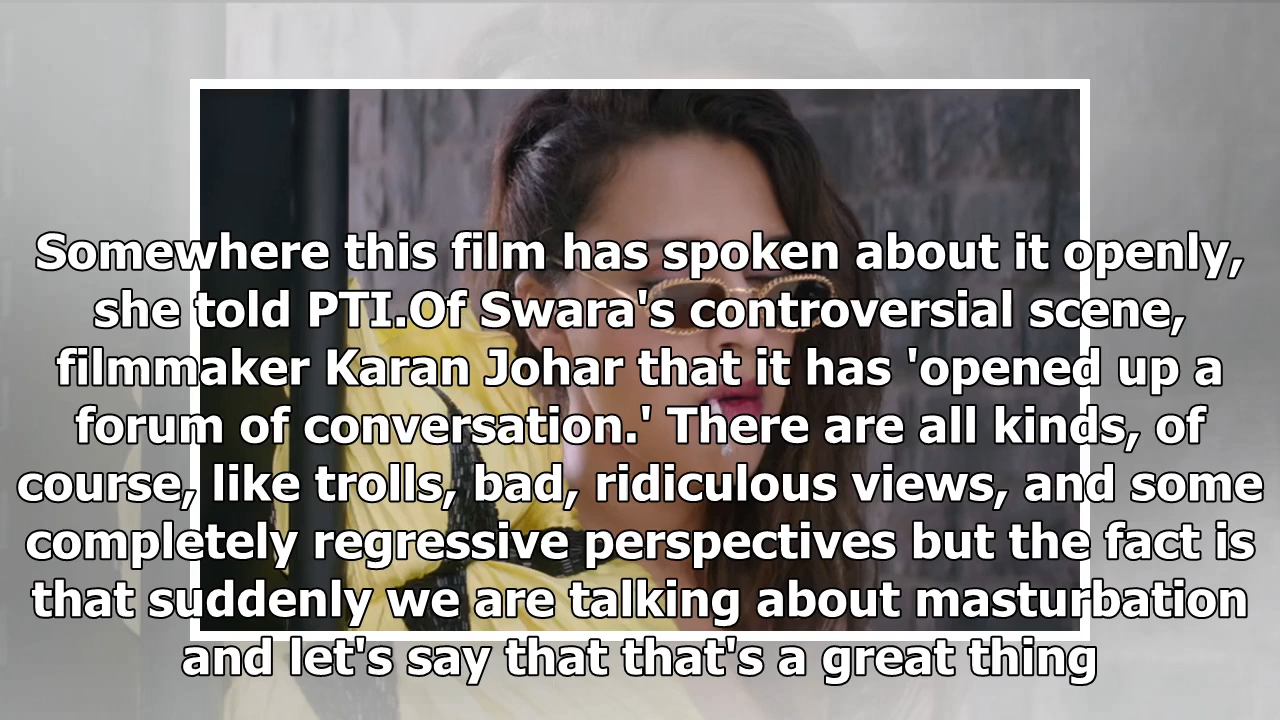 Somewhere this film has spoken about it openly,
she told PTI.Of Swara's controversial scene,
filmmaker Karan Johar that it has 'opened up a
forum of conversation.' There are all kinds, of
course, like trolls, bad, ridiculous views, and some
completely regressive perspectives but the fact is
that suddenly we are talking about masturbation
and let's say that that's a great thing